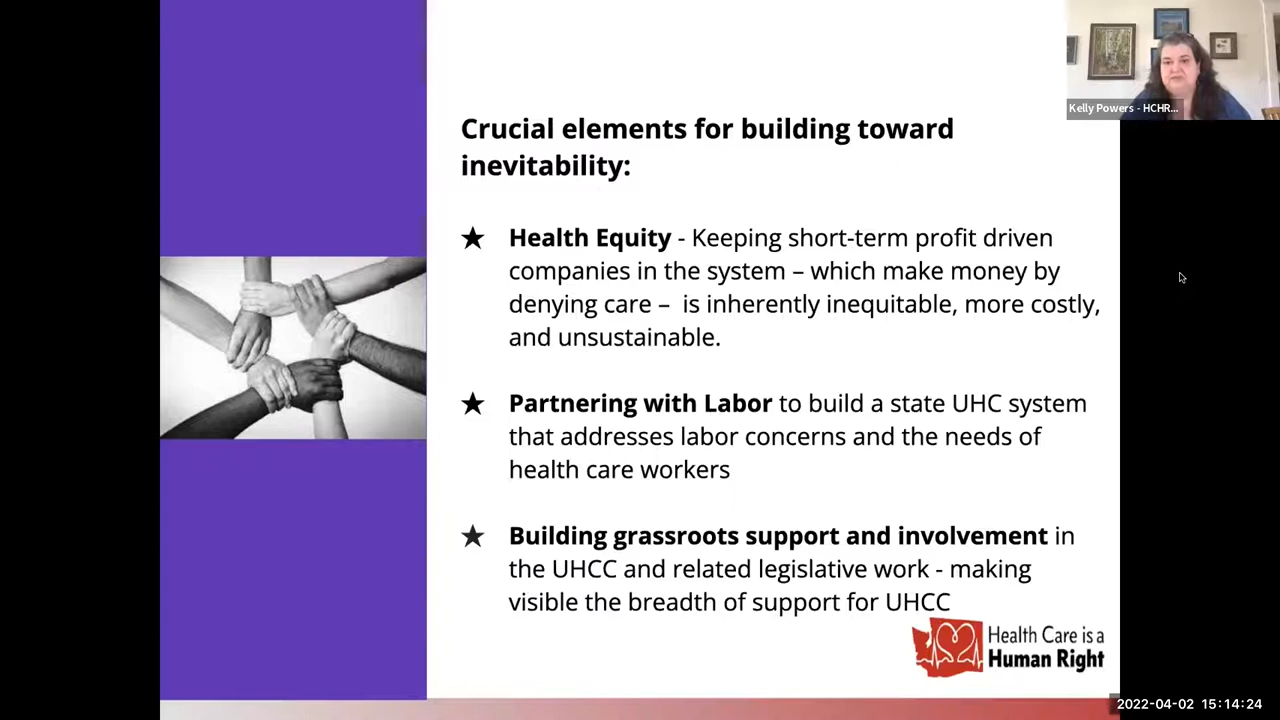 Crucial elements for building toward
inevitability:
★ Health Equity - Keeping short-term profit driven
companies in the system – which make money by
denying care – is inherently inequitable, more costly,
and unsustainable.
★ Partnering with Labor to build a state UHC system
that addresses labor concerns and the needs of
health care workers
★ Building grassroots support and involvement in
the UHCC and related legislative work - making
visible the breadth of support for UHCC
Health Care is a
Human Right
Kelly Powers - HCHR...
2022-04-02 15:14:24